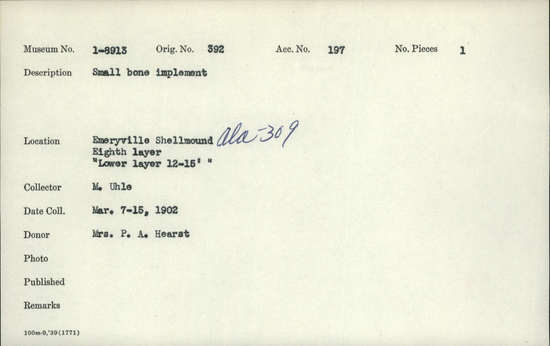 Museum No. 1-8913 Orig. No. 392 Acc. No. 197 No. Pieces 1
Description Small bone implement
Location Emeryville Shellmound Ala-309
Eighth layer
"Lower layer 12-15' "
Collector M. Uhle
Date Coll. Mar. 7-15, 1902
Donor Mrs. P. A. Hearst
Photo
Published
Remarks
100m-9,'39(1771)